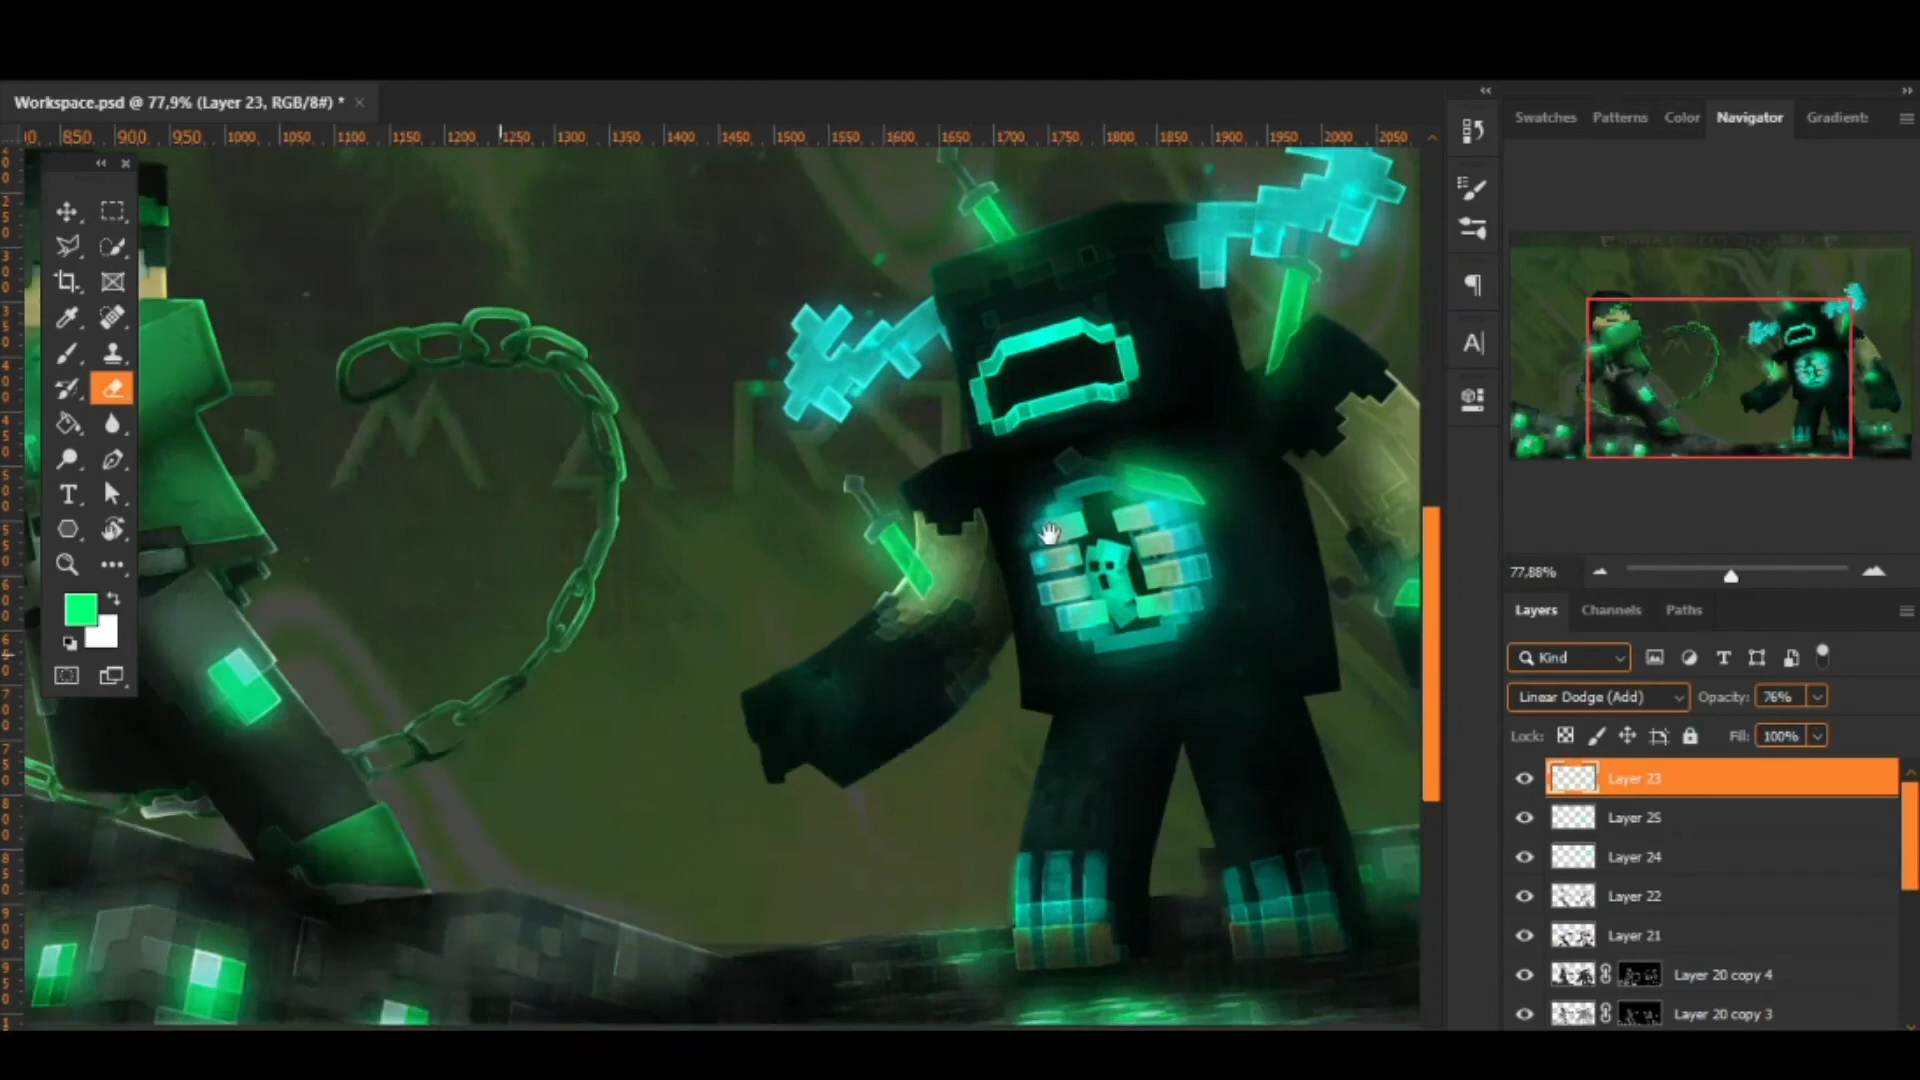 Workspace.psd @ 77,9% (Layer 23, RGB/8#) *
850 900 950 1000 1050 1100 1150 1200 1250 1300 1350 1400 1450 1500 1550 1600 1650 1700 1750 1800 1850 1900 1950 2000 2050
Swatches Patterns Color Navigator Gradient
SMAR
77,88%
Layers Channels Paths
Kind
Linear Dodge (Add) Opacity: 76%
Lock: Fill: 100%
Layer 23
Layer 25
Layer 24
Layer 22
Layer 21
Layer 20 copy 4
Layer 20 copy 3